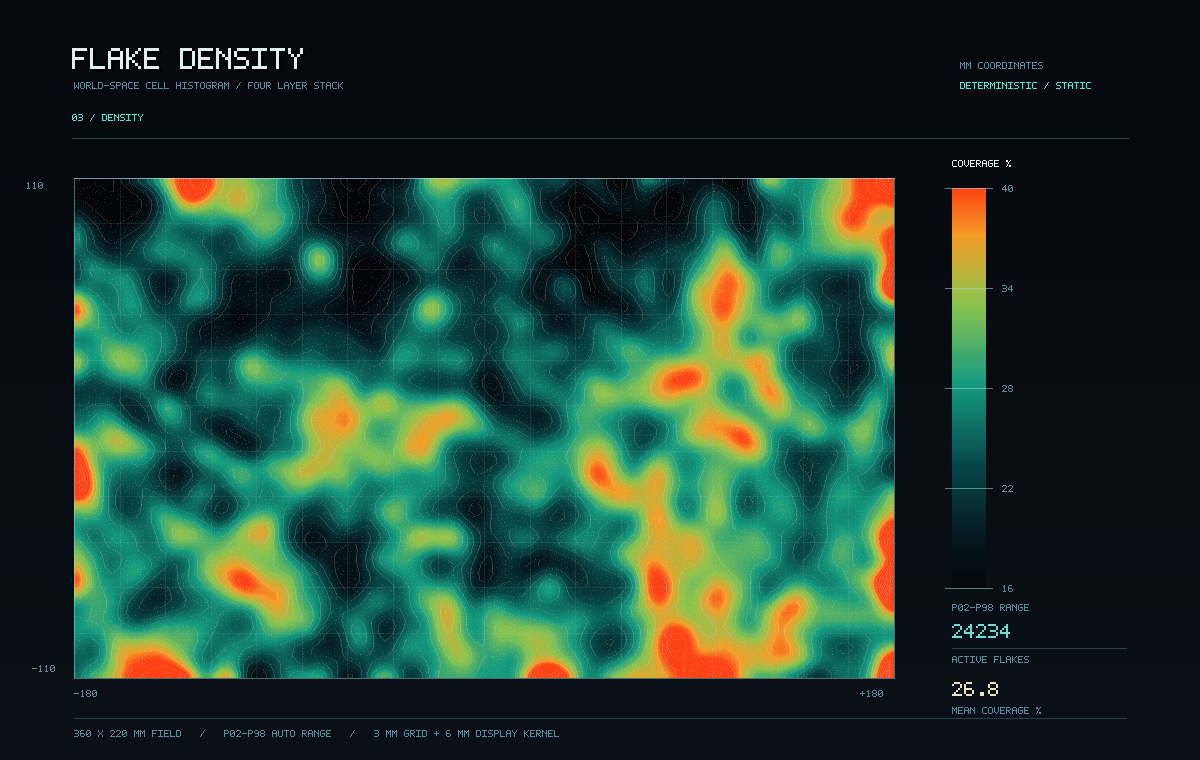 FLAKE DENSITY
WORLD-SPACE CELL HISTOGRAM / FOUR LAYER STACK
MM COORDINATES
DETERMINISTIC / STATIC
03 / DENSITY
COVERAGE %
110
40
34
28
22
16
P02-P98 RANGE
24234
ACTIVE FLAKES
-110
26.8
-180
+180
MEAN COVERAGE %
360 X 220 MM FIELD / P02-P98 AUTO RANGE / 3 MM GRID + 6 MM DISPLAY KERNEL